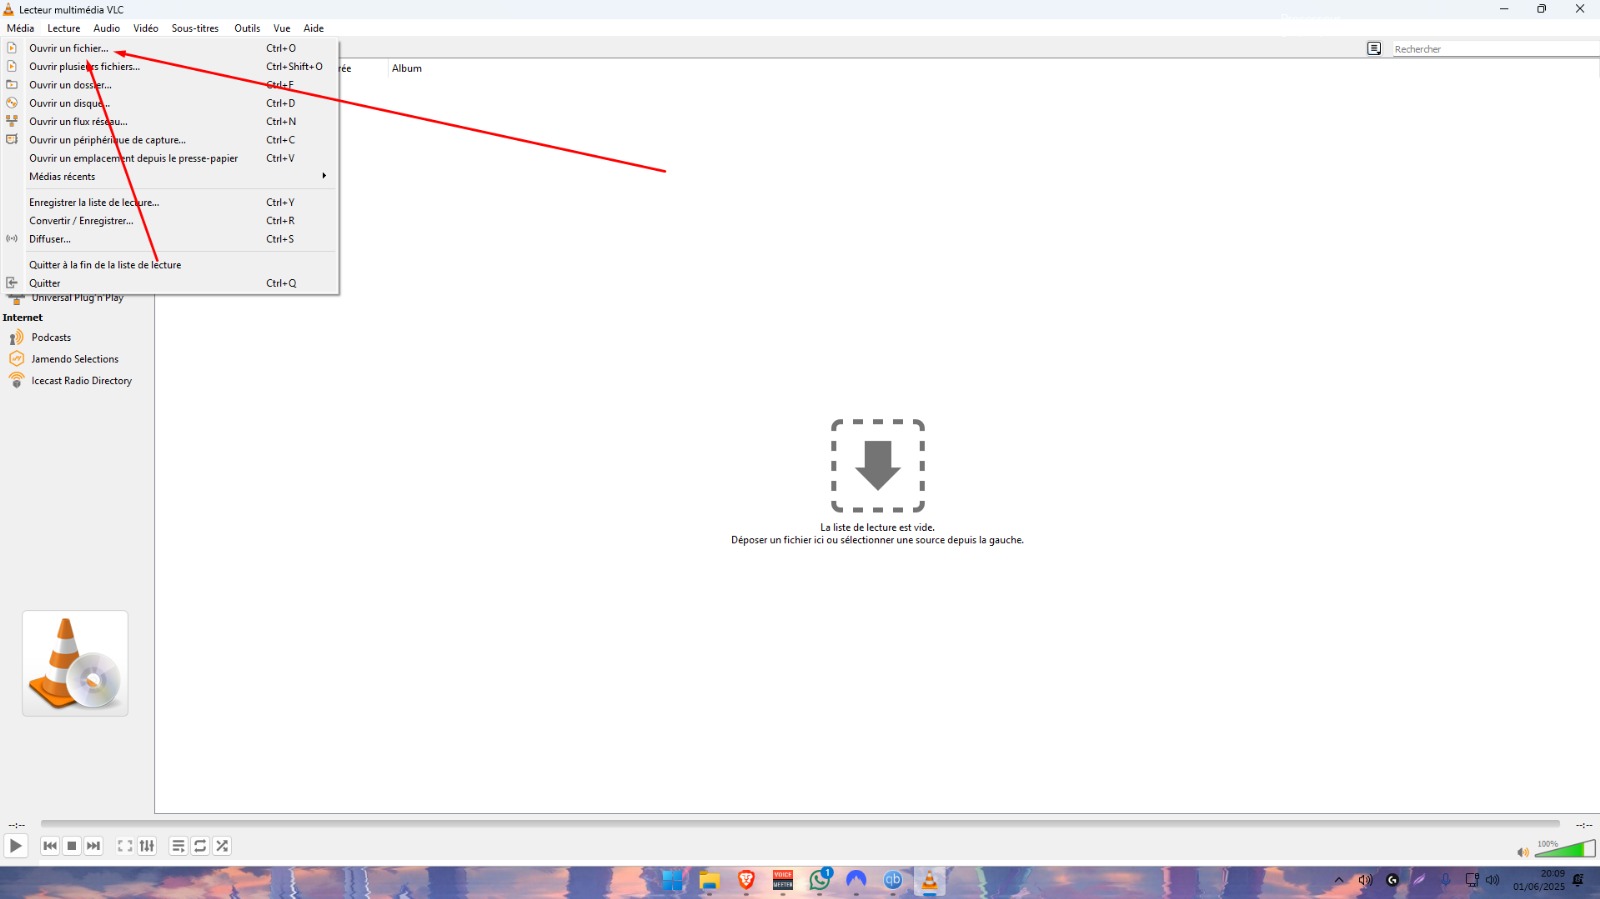 Lecteur multimédia VLC
Média Lecture Audio Vidéo Sous-titres Outils Vue Aide
Ouvrir un fichier... Ctrl+O
Rechercher
Ouvrir plusieurs fichiers... Ctrl+Shift+O
rée Album
Ouvrir un dossier... Ctrl+F
Ouvrir un disque... Ctrl+D
Ouvrir un flux réseau... Ctrl+N
Ouvrir un périphérique de capture... Ctrl+C
Ouvrir un emplacement depuis le presse-papier Ctrl+V
Médias récents
Enregistrer la liste de lecture... Ctrl+Y
Convertir / Enregistrer... Ctrl+R
Diffuser... Ctrl+S
Quitter à la fin de la liste de lecture
Quitter Ctrl+Q
Universal Plug'n'Play
Internet
Podcasts
Jamendo Selections
Icecast Radio Directory
La liste de lecture est vide.
Déposer un fichier ici ou sélectionner une source depuis la gauche.
--:-- --:--
100%
VOICE
MEETER
1
qb
20:09
01/06/2025